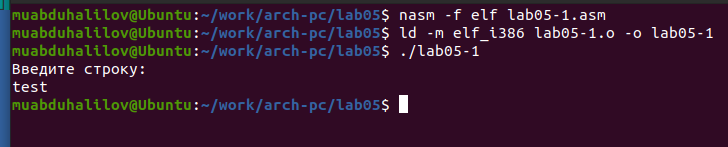 muabduhalilov@Ubuntu:~/work/arch-pc/lab05$ nasm -f elf lab05-1.asm
muabduhalilov@Ubuntu:~/work/arch-pc/lab05$ ld -m elf_i386 lab05-1.o -o lab05-1
muabduhalilov@Ubuntu:~/work/arch-pc/lab05$ ./lab05-1
Введите строку:
test
muabduhalilov@Ubuntu:~/work/arch-pc/lab05$